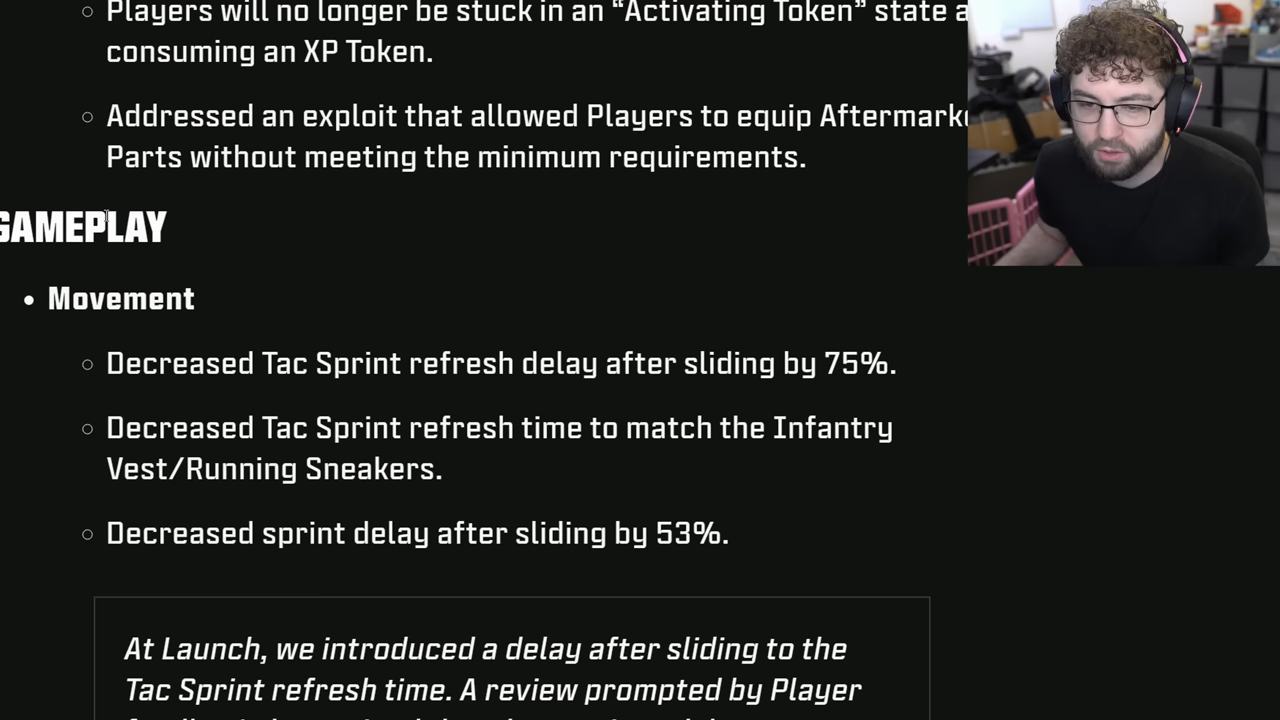 Players will no longer be stuck in an “Activating Token” state
consuming an XP Token.
Addressed an exploit that allowed Players to equip
Parts without meeting the minimum requirements.
GAMEPLAY
• Movement
Decreased Tac Sprint refresh delay after sliding by 75%.
Decreased Tac Sprint refresh time to match the Infantry
Vest/Running Sneakers.
Decreased sprint delay after sliding by 53%.
At Launch, we introduced a delay after sliding to the
Tac Sprint refresh time. A review prompted by Player